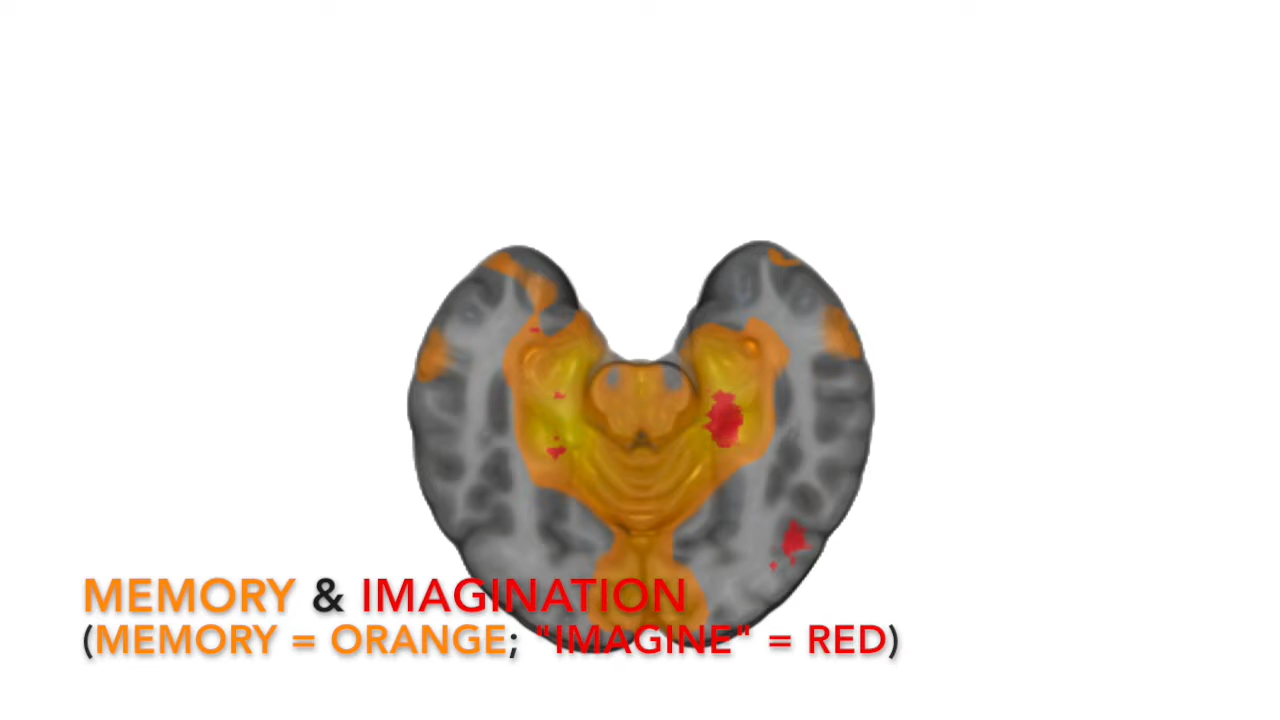 MEMORY & IMAGINATION
(MEMORY = ORANGE; "IMAGINE" = RED)